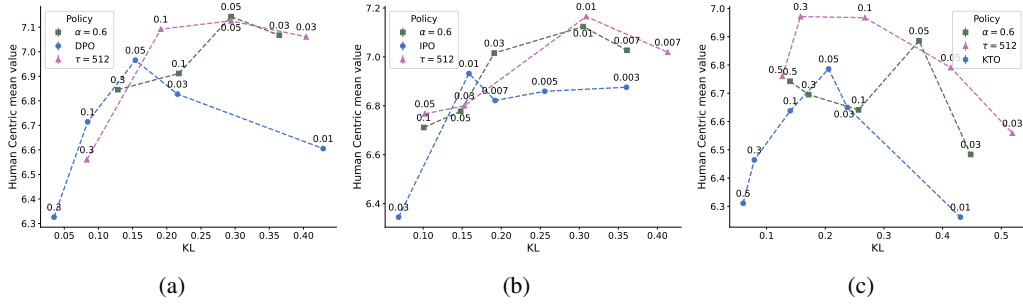 Human Centric mean value
7.1
7.0
6.9
6.8
6.7
6.6
6.5
6.4
6.3
Policy
α = 0.6
DPO
τ = 512
0.3
0.1
0.05
0.03
0.01
0.3
0.1
0.05
0.03
0.3
0.1
0.05
0.03
0.05 0.10 0.15 0.20 0.25 0.30 0.35 0.40
KL
(a)
Human Centric mean value
7.2
7.0
6.8
6.6
6.4
Policy
α = 0.6
IPO
τ = 512
0.03
0.01
0.007
0.005
0.003
0.1
0.05
0.03
0.01
0.007
0.05
0.03
0.01
0.007
0.10 0.15 0.20 0.25 0.30 0.35 0.40
KL
(b)
Human Centric mean value
7.0
6.9
6.8
6.7
6.6
6.5
6.4
6.3
Policy
α = 0.6
τ = 512
KTO
0.5
0.3
0.1
0.05
0.03
0.01
0.5
0.3
0.1
0.05
0.03
0.5
0.3
0.1
0.05
0.03
0.1 0.2 0.3 0.4 0.5
KL
(c)